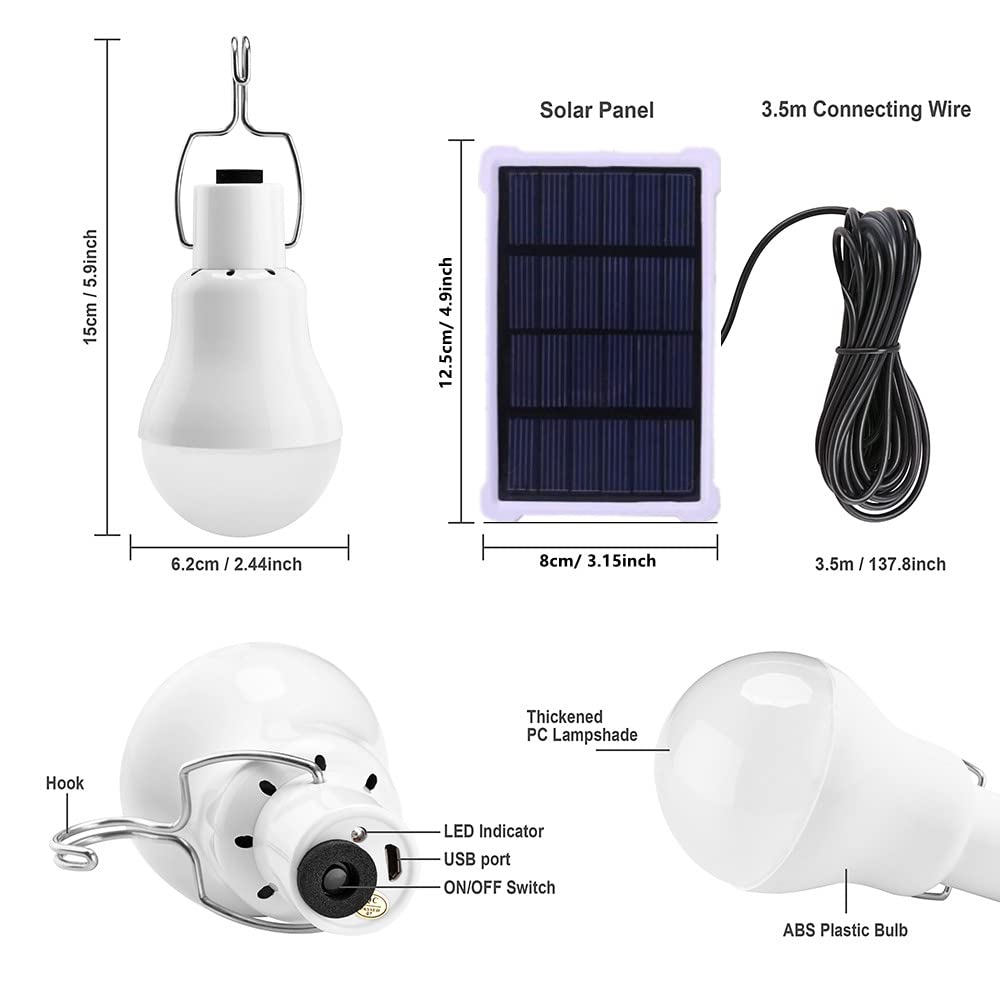 Solar Panel
3.5m Connecting Wire
15cm / 5.9inch
12.5cm/ 4.9inch
6.2cm / 2.44inch
8cm/ 3.15inch
3.5m / 137.8inch
Hook
LED Indicator
USB port
ON/OFF Switch
Thickened
PC Lampshade
ABS Plastic Bulb